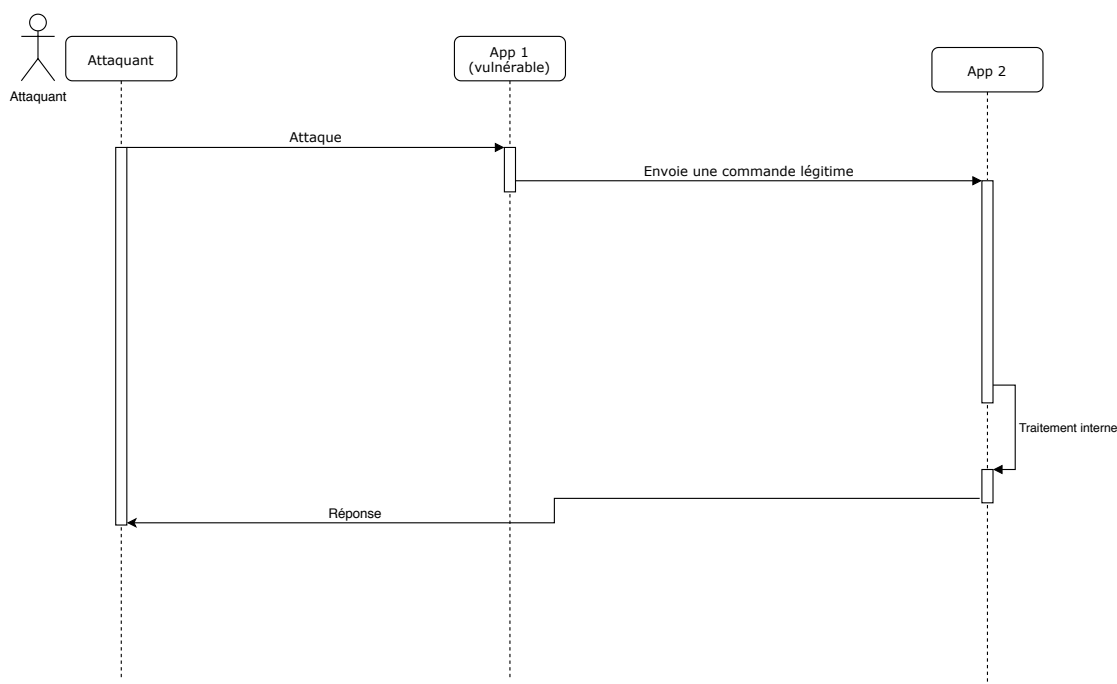 Attaquant
App 1
(vulnérable)
App 2
Attaquant
Attaque
Envoie une commande légitime
Traitement interne
Réponse